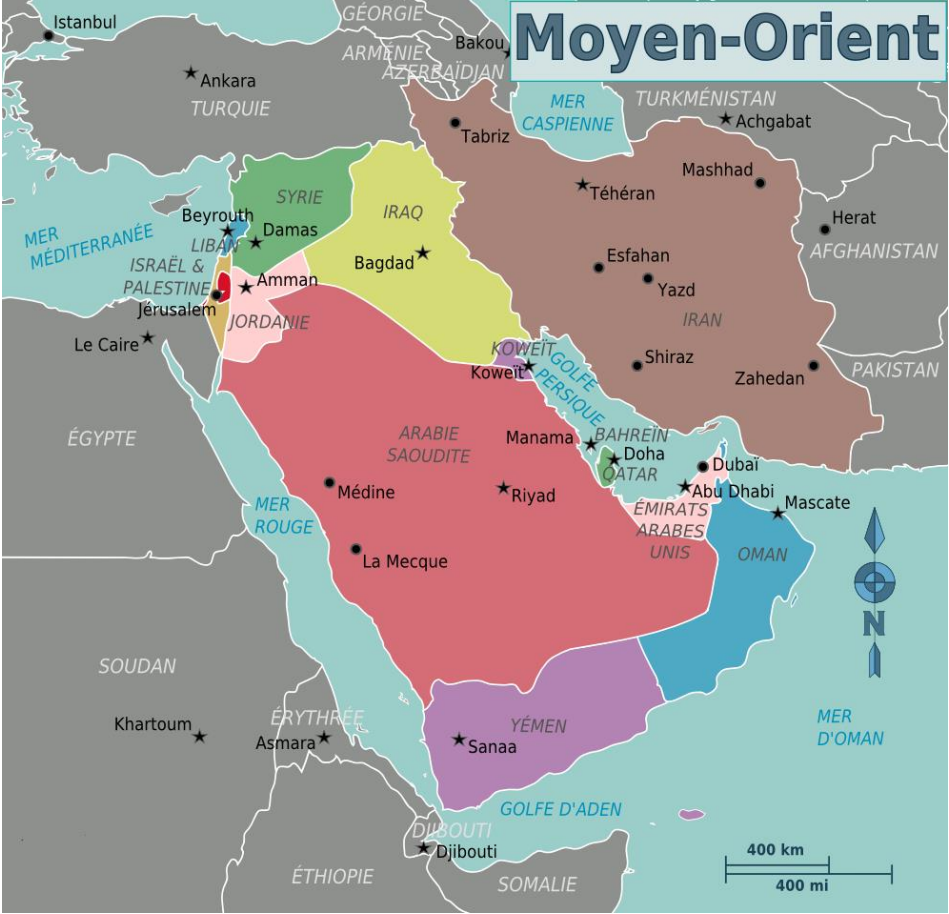 Moyen-Orient
Istanbul
GÉORGIE
Bakou
ARMÉNIE
AZERBAÏDJAN
Ankara
TURQUIE
MER
CASPIENNE
TURKMÉNISTAN
Achgabat
Tabriz
Mashhad
Téhéran
SYRIE
IRAQ
Beyrouth
Damas
Herat
MER
MÉDITERRANÉE
LIBAN
AFGHANISTAN
Bagdad
Esfahan
ISRAËL &
PALESTINE
Amman
Yazd
Jérusalem
JORDANIE
IRAN
Le Caire
KOWEÏT
Koweït
GOLFE
PERSIQUE
Shiraz
Zahedan
PAKISTAN
ÉGYPTE
ARABIE
SAOUDITE
Manama
BAHREÏN
Doha
QATAR
Dubaï
Médine
Riyad
Abu Dhabi
Mascate
MER
ROUGE
ÉMIRATS
ARABES
UNIS
OMAN
La Mecque
N
SOUDAN
Khartoum
ÉRYTHRÉE
Asmara
YÉMEN
Sanaa
MER
D'OMAN
GOLFE D'ADEN
DJIBOUTI
Djibouti
400 km
400 mi
ÉTHIOPIE
SOMALIE